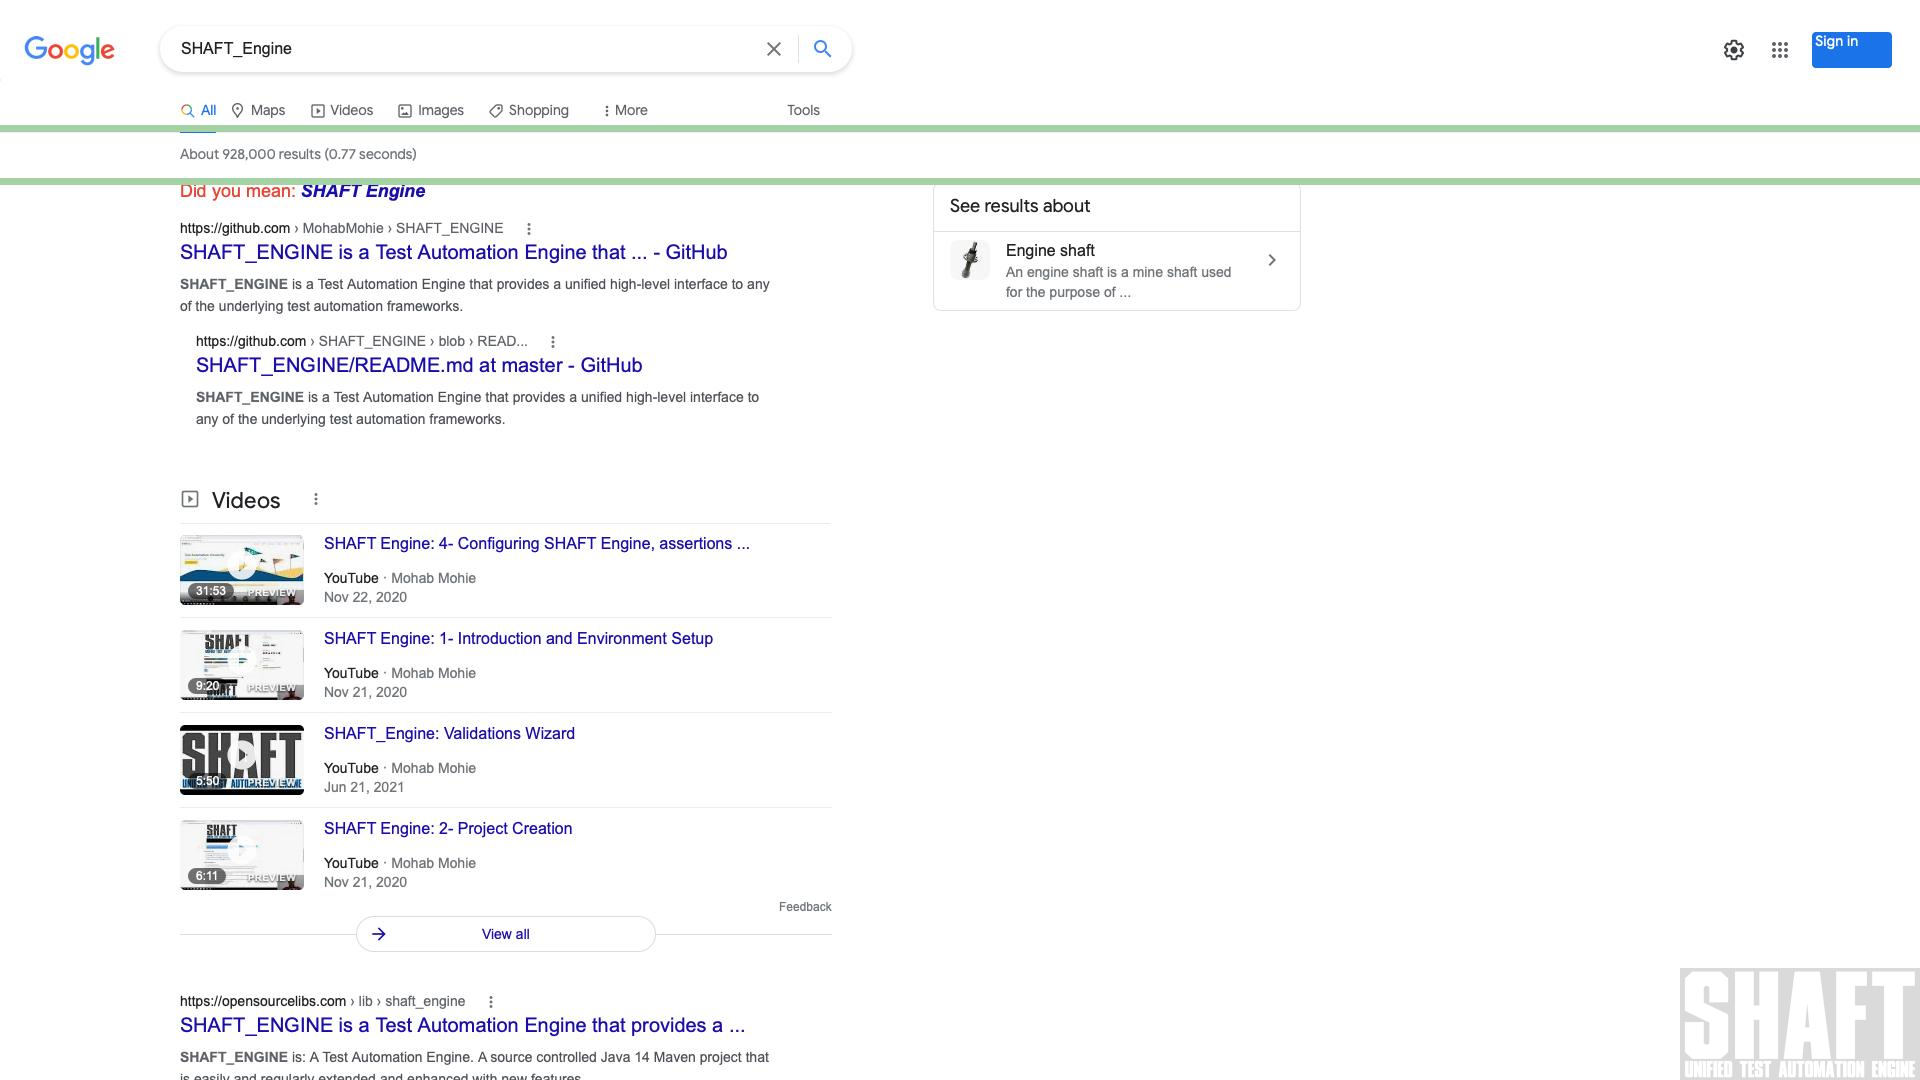 Google
SHAFT_Engine
Sign in
All
Maps
Videos
Images
Shopping
More
Tools
About 928,000 results (0.77 seconds)
Did you mean: SHAFT Engine
https://github.com › MohabMohie › SHAFT_ENGINE
SHAFT_ENGINE is a Test Automation Engine that ... - GitHub
SHAFT_ENGINE is a Test Automation Engine that provides a unified high-level interface to any
of the underlying test automation frameworks.
https://github.com › SHAFT_ENGINE › blob › READ...
SHAFT_ENGINE/README.md at master - GitHub
SHAFT_ENGINE is a Test Automation Engine that provides a unified high-level interface to
any of the underlying test automation frameworks.
See results about
Engine shaft
An engine shaft is a mine shaft used
for the purpose of ...
Videos
SHAFT Engine: 4- Configuring SHAFT Engine, assertions ...
31:53
PREVIEW
YouTube · Mohab Mohie
Nov 22, 2020
SHAFT
SHAFT Engine: 1- Introduction and Environment Setup
9:20
PREVIEW
YouTube · Mohab Mohie
Nov 21, 2020
SHAFT
SHAFT_Engine: Validations Wizard
5:50
PREVIEW
YouTube · Mohab Mohie
Jun 21, 2021
SHAFT
SHAFT Engine: 2- Project Creation
6:11
PREVIEW
YouTube · Mohab Mohie
Nov 21, 2020
Feedback
View all
https://opensourcelibs.com › lib › shaft_engine
SHAFT_ENGINE is a Test Automation Engine that provides a ...
SHAFT_ENGINE is: A Test Automation Engine. A source controlled Java 14 Maven project that
is easily and regularly extended and enhanced with new features.
SHAFT
UNIFIED TEST AUTOMATION ENGINE